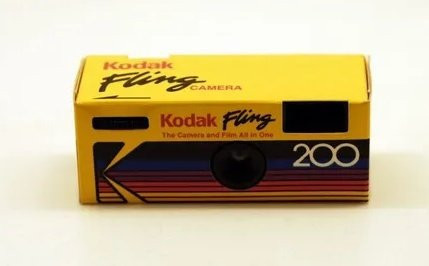 Kodak
Fling
CAMERA
Kodak Fling
The Camera and Film All in One
200